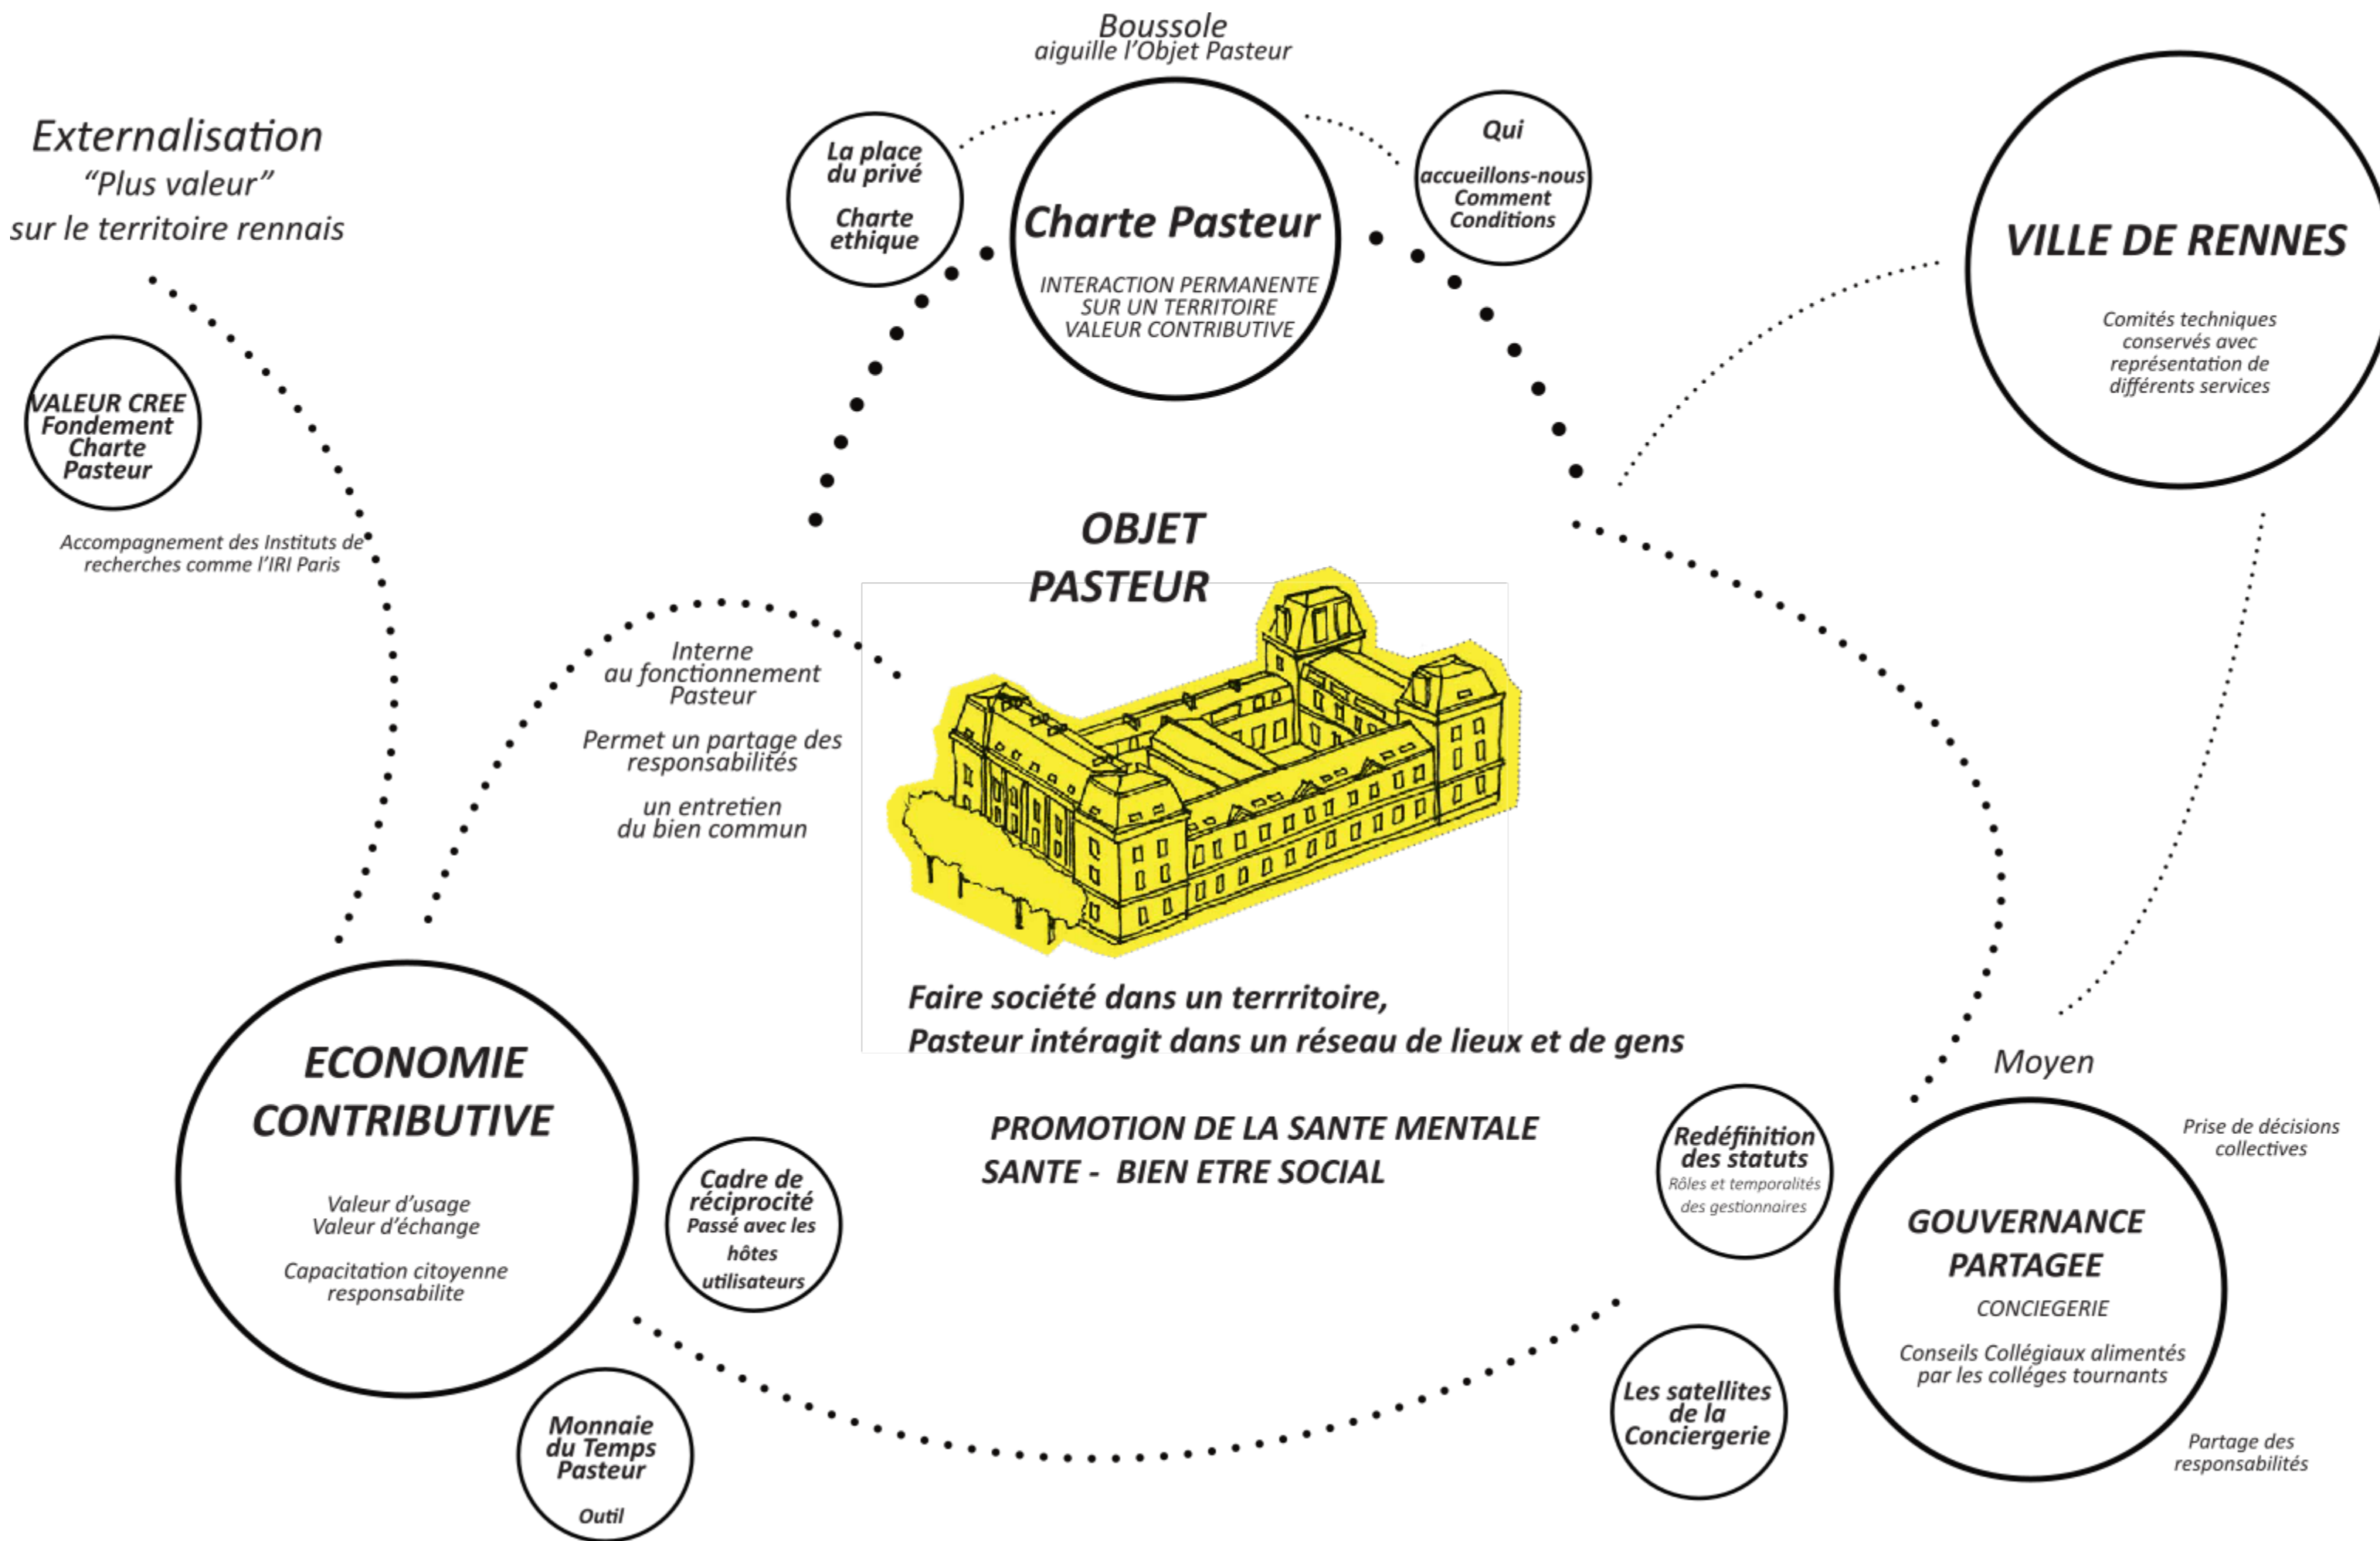 Boussole
aiguille l'Objet Pasteur
Externalisation
“Plus valeur”
sur le territoire rennais
La place
du privé
Charte
ethique
Charte Pasteur
INTERACTION PERMANENTE
SUR UN TERRITOIRE
VALEUR CONTRIBUTIVE
Qui
accueillons-nous
Comment
Conditions
VILLE DE RENNES
Comités techniques
conservés avec
représentation de
différents services
VALEUR CREE
Fondement
Charte
Pasteur
Accompagnement des Instituts de
recherches comme l'IRI Paris
OBJET
PASTEUR
Interne
au fonctionnement
Pasteur
Permet un partage des
responsabilités
un entretien
du bien commun
Faire société dans un terrritoire,
Pasteur intéragit dans un réseau de lieux et de gens
PROMOTION DE LA SANTE MENTALE
SANTE - BIEN ETRE SOCIAL
ECONOMIE
CONTRIBUTIVE
Valeur d'usage
Valeur d'échange
Capacitation citoyenne
responsabilite
Cadre de
réciprocité
Passé avec les
hôtes
utilisateurs
Monnaie
du Temps
Pasteur
Outil
Moyen
Redéfinition
des statuts
Rôles et temporalités
des gestionnaires
Prise de décisions
collectives
GOUVERNANCE
PARTAGEE
CONCIEGERIE
Conseils Collégiaux alimentés
par les colléges tournants
Les satellites
de la
Conciergerie
Partage des
responsabilités